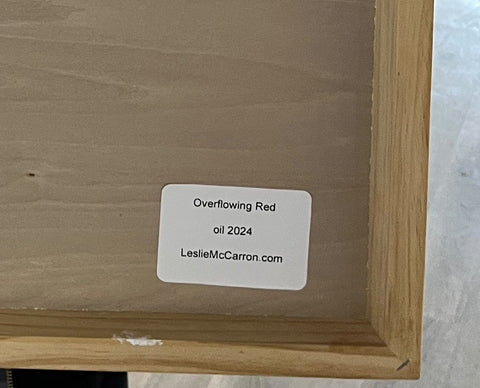 Overflowing Red
oil 2024
LeslieMcCarron.com